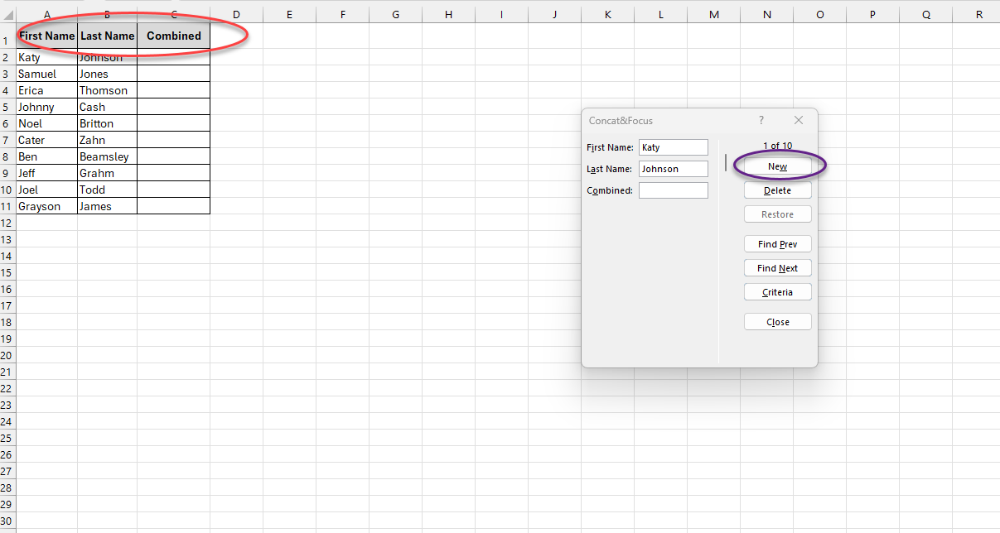 A B C D E F G H I J K L M N O P Q R
1 First Name Last Name Combined
2 Katy Johnson
3 Samuel Jones
4 Erica Thomson
5 Johnny Cash
6 Noel Britton
7 Cater Zahn
8 Ben Beamsley
9 Jeff Grahm
10 Joel Todd
11 Grayson James
12
13
14
15
16
17
18
19
20
21
22
23
24
25
26
27
28
29
30
Concat&Focus ?
1 of 10
First Name: Katy
New
Last Name: Johnson
Combined:
Delete
Restore
Find Prev
Find Next
Criteria
Close